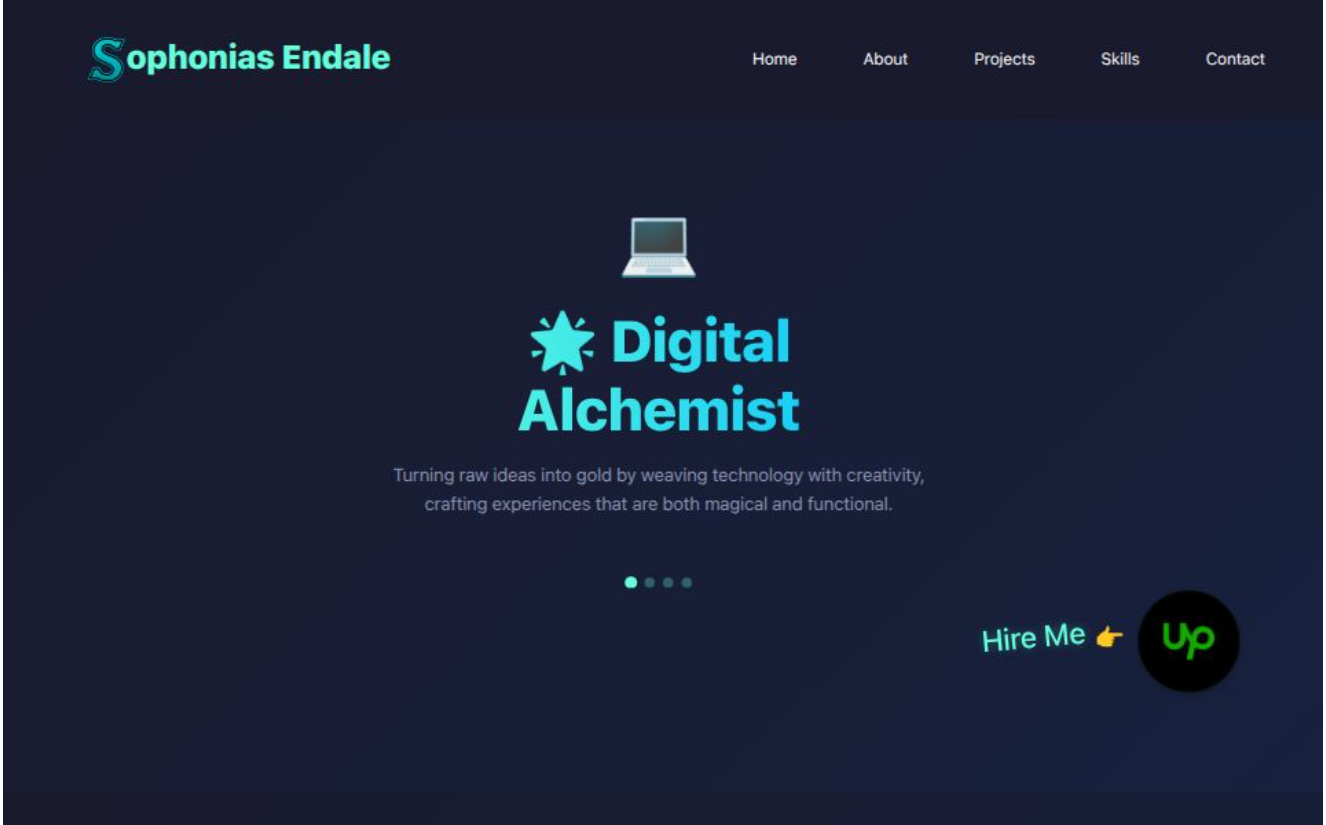 Sophonias Endale
Home About Projects Skills Contact
🌟 Digital
Alchemist
Turning raw ideas into gold by weaving technology with creativity,
crafting experiences that are both magical and functional.
Hire Me 👉 Up